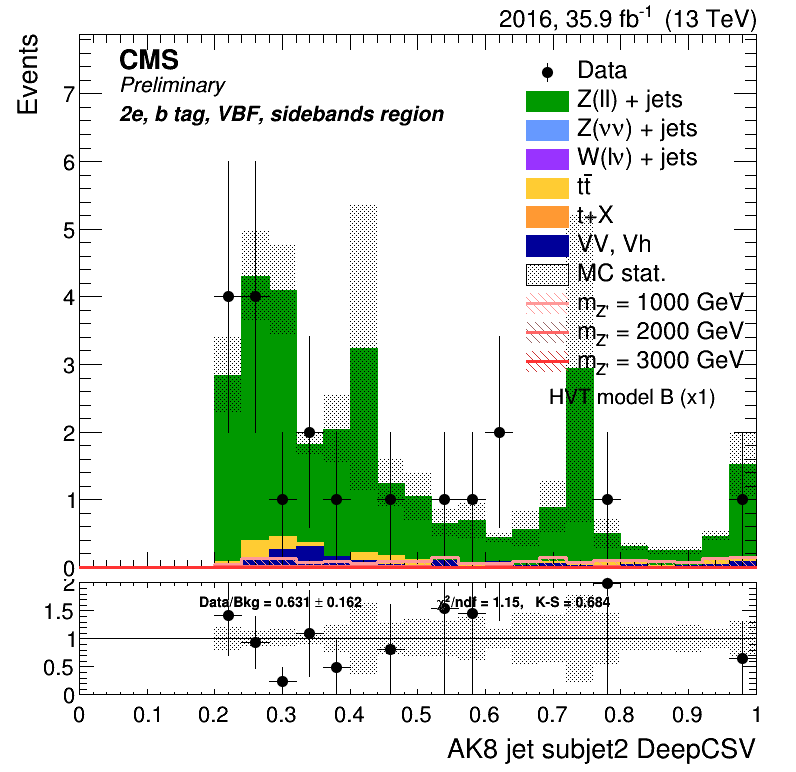 2016, 35.9 fb⁻¹ (13 TeV)
Events
CMS
Preliminary
2e, b tag, VBF, sidebands region
Data
Z(ll) + jets
Z(νν) + jets
W(lν) + jets
tt̄
t+X
VV, Vh
MC stat.
m_Z' = 1000 GeV
m_Z' = 2000 GeV
m_Z' = 3000 GeV
HVT model B (x1)
7
6
5
4
3
2
1
0
Data/Bkg = 0.631 ± 0.162
χ²/ndf = 1.15, K-S = 0.684
2
1.5
1
0.5
0
0 0.1 0.2 0.3 0.4 0.5 0.6 0.7 0.8 0.9 1
AK8 jet subjet2 DeepCSV